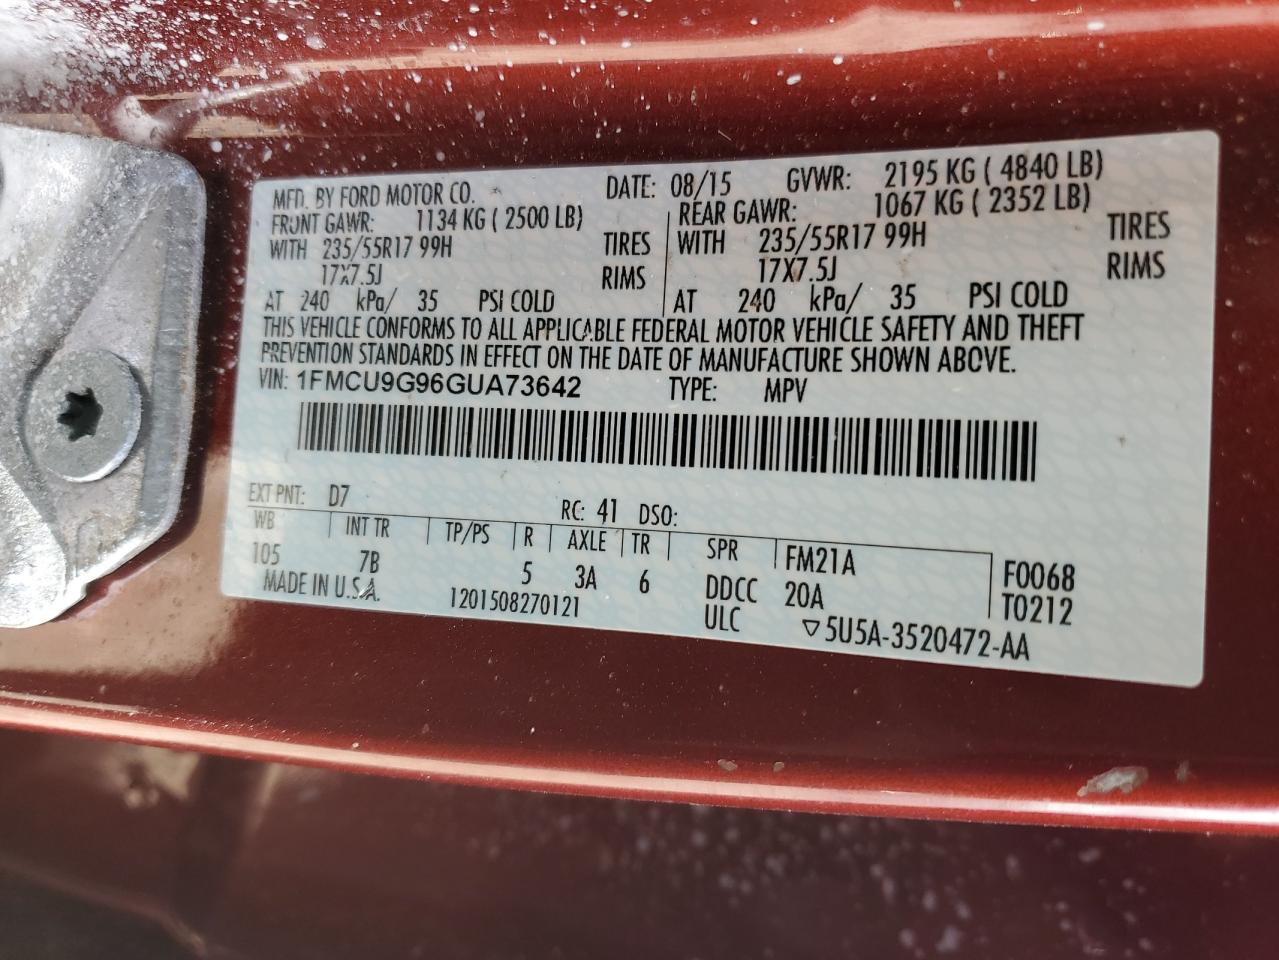 MFD. BY FORD MOTOR CO. DATE: 08/15 GVWR: 2195 KG ( 4840 LB)
FRONT GAWR: 1134 KG ( 2500 LB) REAR GAWR: 1067 KG ( 2352 LB)
WITH 235/55R17 99H TIRES WITH 235/55R17 99H TIRES
17X7.5J RIMS 17X7.5J RIMS
AT 240 kPa/ 35 PSI COLD AT 240 kPa/ 35 PSI COLD
THIS VEHICLE CONFORMS TO ALL APPLICABLE FEDERAL MOTOR VEHICLE SAFETY AND THEFT
PREVENTION STANDARDS IN EFFECT ON THE DATE OF MANUFACTURE SHOWN ABOVE.
VIN: 1FMCU9G96GUA73642 TYPE: MPV
EXT PNT: D7 RC: 41 DSO:
WB INT TR TP/PS R AXLE TR SPR FM21A F0068
105 7B 5 3A 6 DDCC 20A T0212
MADE IN U.S.A. 1201508270121 ULC ▽5U5A-3520472-AA